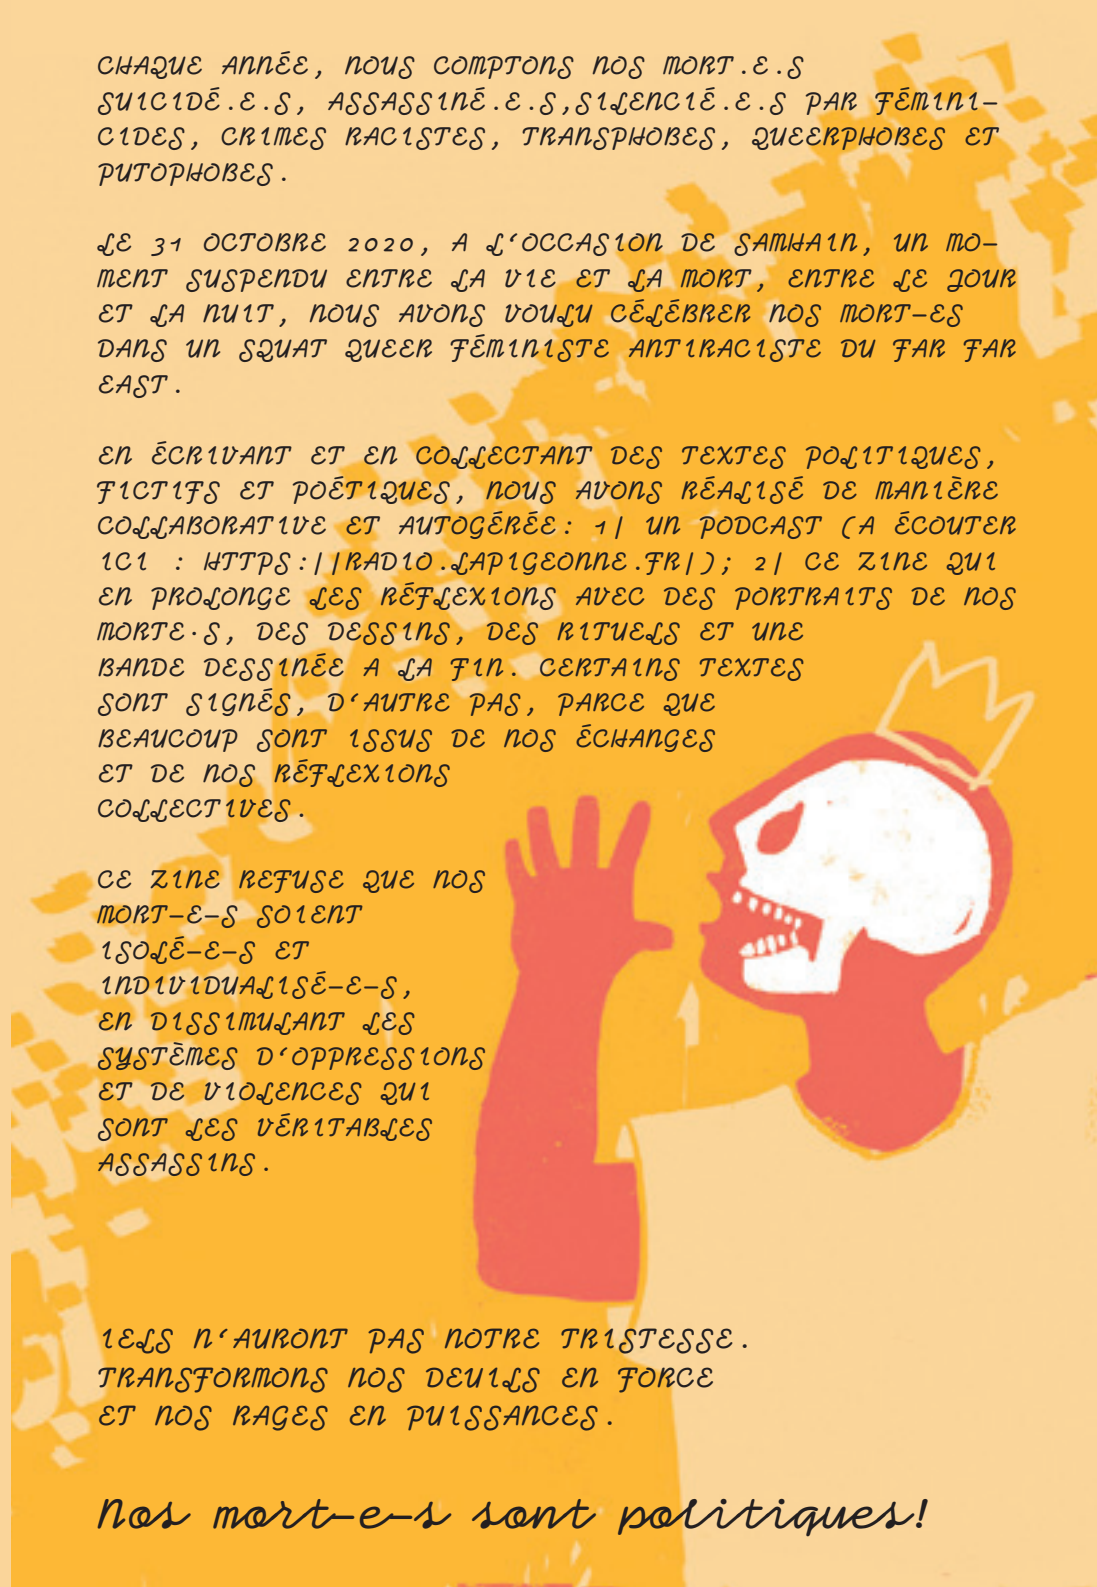 CHAQUE ANNÉE, NOUS COMPTONS NOS MORT.E.S
SUICIDÉ.E.S, ASSASSINÉ.E.S,SILENCIÉ.E.S PAR FÉMINI-
CIDES, CRIMES RACISTES, TRANSPHOBES, QUEERPHOBES ET
PUTOPHOBES.
LE 31 OCTOBRE 2020, A L'OCCASION DE SAMHAIN, UN MO-
MENT SUSPENDU ENTRE LA VIE ET LA MORT, ENTRE LE JOUR
ET LA NUIT, NOUS AVONS VOULU CÉLÉBRER NOS MORT-ES
DANS UN SQUAT QUEER FÉMINISTE ANTIRACISTE DU FAR FAR
EAST.
EN ÉCRIVANT ET EN COLLECTANT DES TEXTES POLITIQUES,
FICTIFS ET POÉTIQUES, NOUS AVONS RÉALISÉ DE MANIÈRE
COLLABORATIVE ET AUTOGÉRÉE: 1| UN PODCAST (A ÉCOUTER
ICI : HTTPS:||RADIO.LAPIGEONNE.FR|); 2| CE ZINE QUI
EN PROLONGE LES RÉFLEXIONS AVEC DES PORTRAITS DE NOS
MORTE·S, DES DESSINS, DES RITUELS ET UNE
BANDE DESSINÉE A LA FIN. CERTAINS TEXTES
SONT SIGNÉS, D'AUTRE PAS, PARCE QUE
BEAUCOUP SONT ISSUS DE NOS ÉCHANGES
ET DE NOS RÉFLEXIONS
COLLECTIVES.
CE ZINE REFUSE QUE NOS
MORT-E-S SOIENT
ISOLÉ-E-S ET
INDIVIDUALISÉ-E-S,
EN DISSIMULANT LES
SYSTÈMES D'OPPRESSIONS
ET DE VIOLENCES QUI
SONT LES VÉRITABLES
ASSASSINS.
IELS N'AURONT PAS NOTRE TRISTESSE.
TRANSFORMONS NOS DEUILS EN FORCE
ET NOS RAGES EN PUISSANCES.
Nos mort-e-s sont politiques!